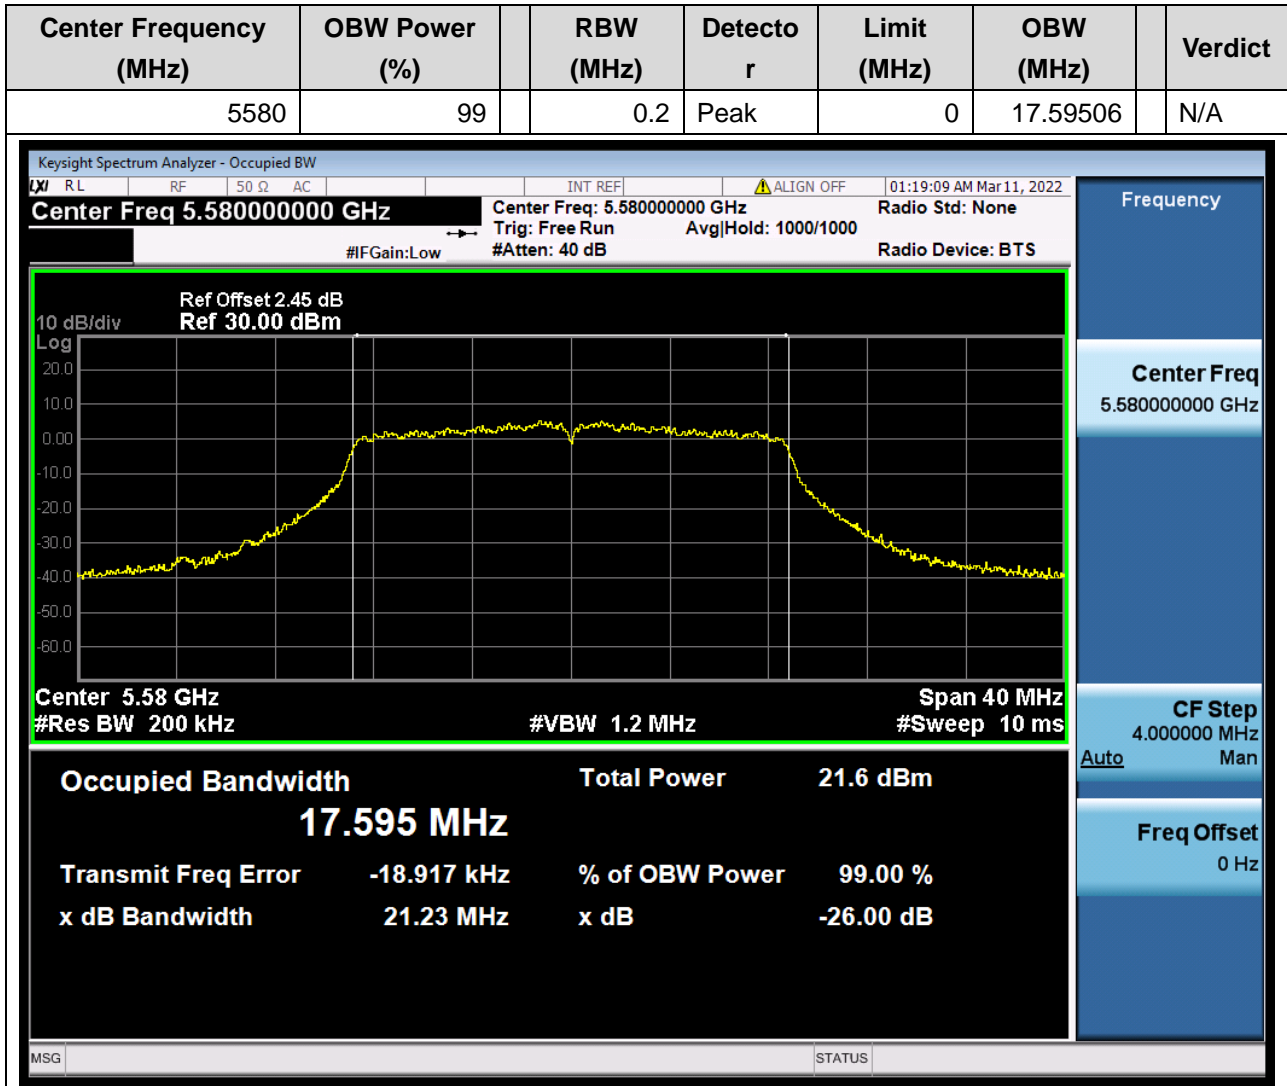 Center Frequency (MHz) OBW Power (%) RBW (MHz) Detecto r Limit (MHz) OBW (MHz) Verdict
5580 99 0.2 Peak 0 17.59506 N/A
Keysight Spectrum Analyzer - Occupied BW
LXI RL RF 50 Ω AC INT REF ALIGN OFF 01:19:09 AM Mar 11, 2022
Center Freq 5.580000000 GHz Center Freq: 5.580000000 GHz Radio Std: None
Trig: Free Run Avg|Hold: 1000/1000
#IFGain:Low #Atten: 40 dB Radio Device: BTS
Ref Offset 2.45 dB
10 dB/div Ref 30.00 dBm
Log
20.0
10.0
0.00
-10.0
-20.0
-30.0
-40.0
-50.0
-60.0
Center 5.58 GHz Span 40 MHz
#Res BW 200 kHz #VBW 1.2 MHz #Sweep 10 ms
Occupied Bandwidth Total Power 21.6 dBm
17.595 MHz
Transmit Freq Error -18.917 kHz % of OBW Power 99.00 %
x dB Bandwidth 21.23 MHz x dB -26.00 dB
MSG STATUS
Frequency
Center Freq
5.580000000 GHz
CF Step
4.000000 MHz
Auto Man
Freq Offset
0 Hz